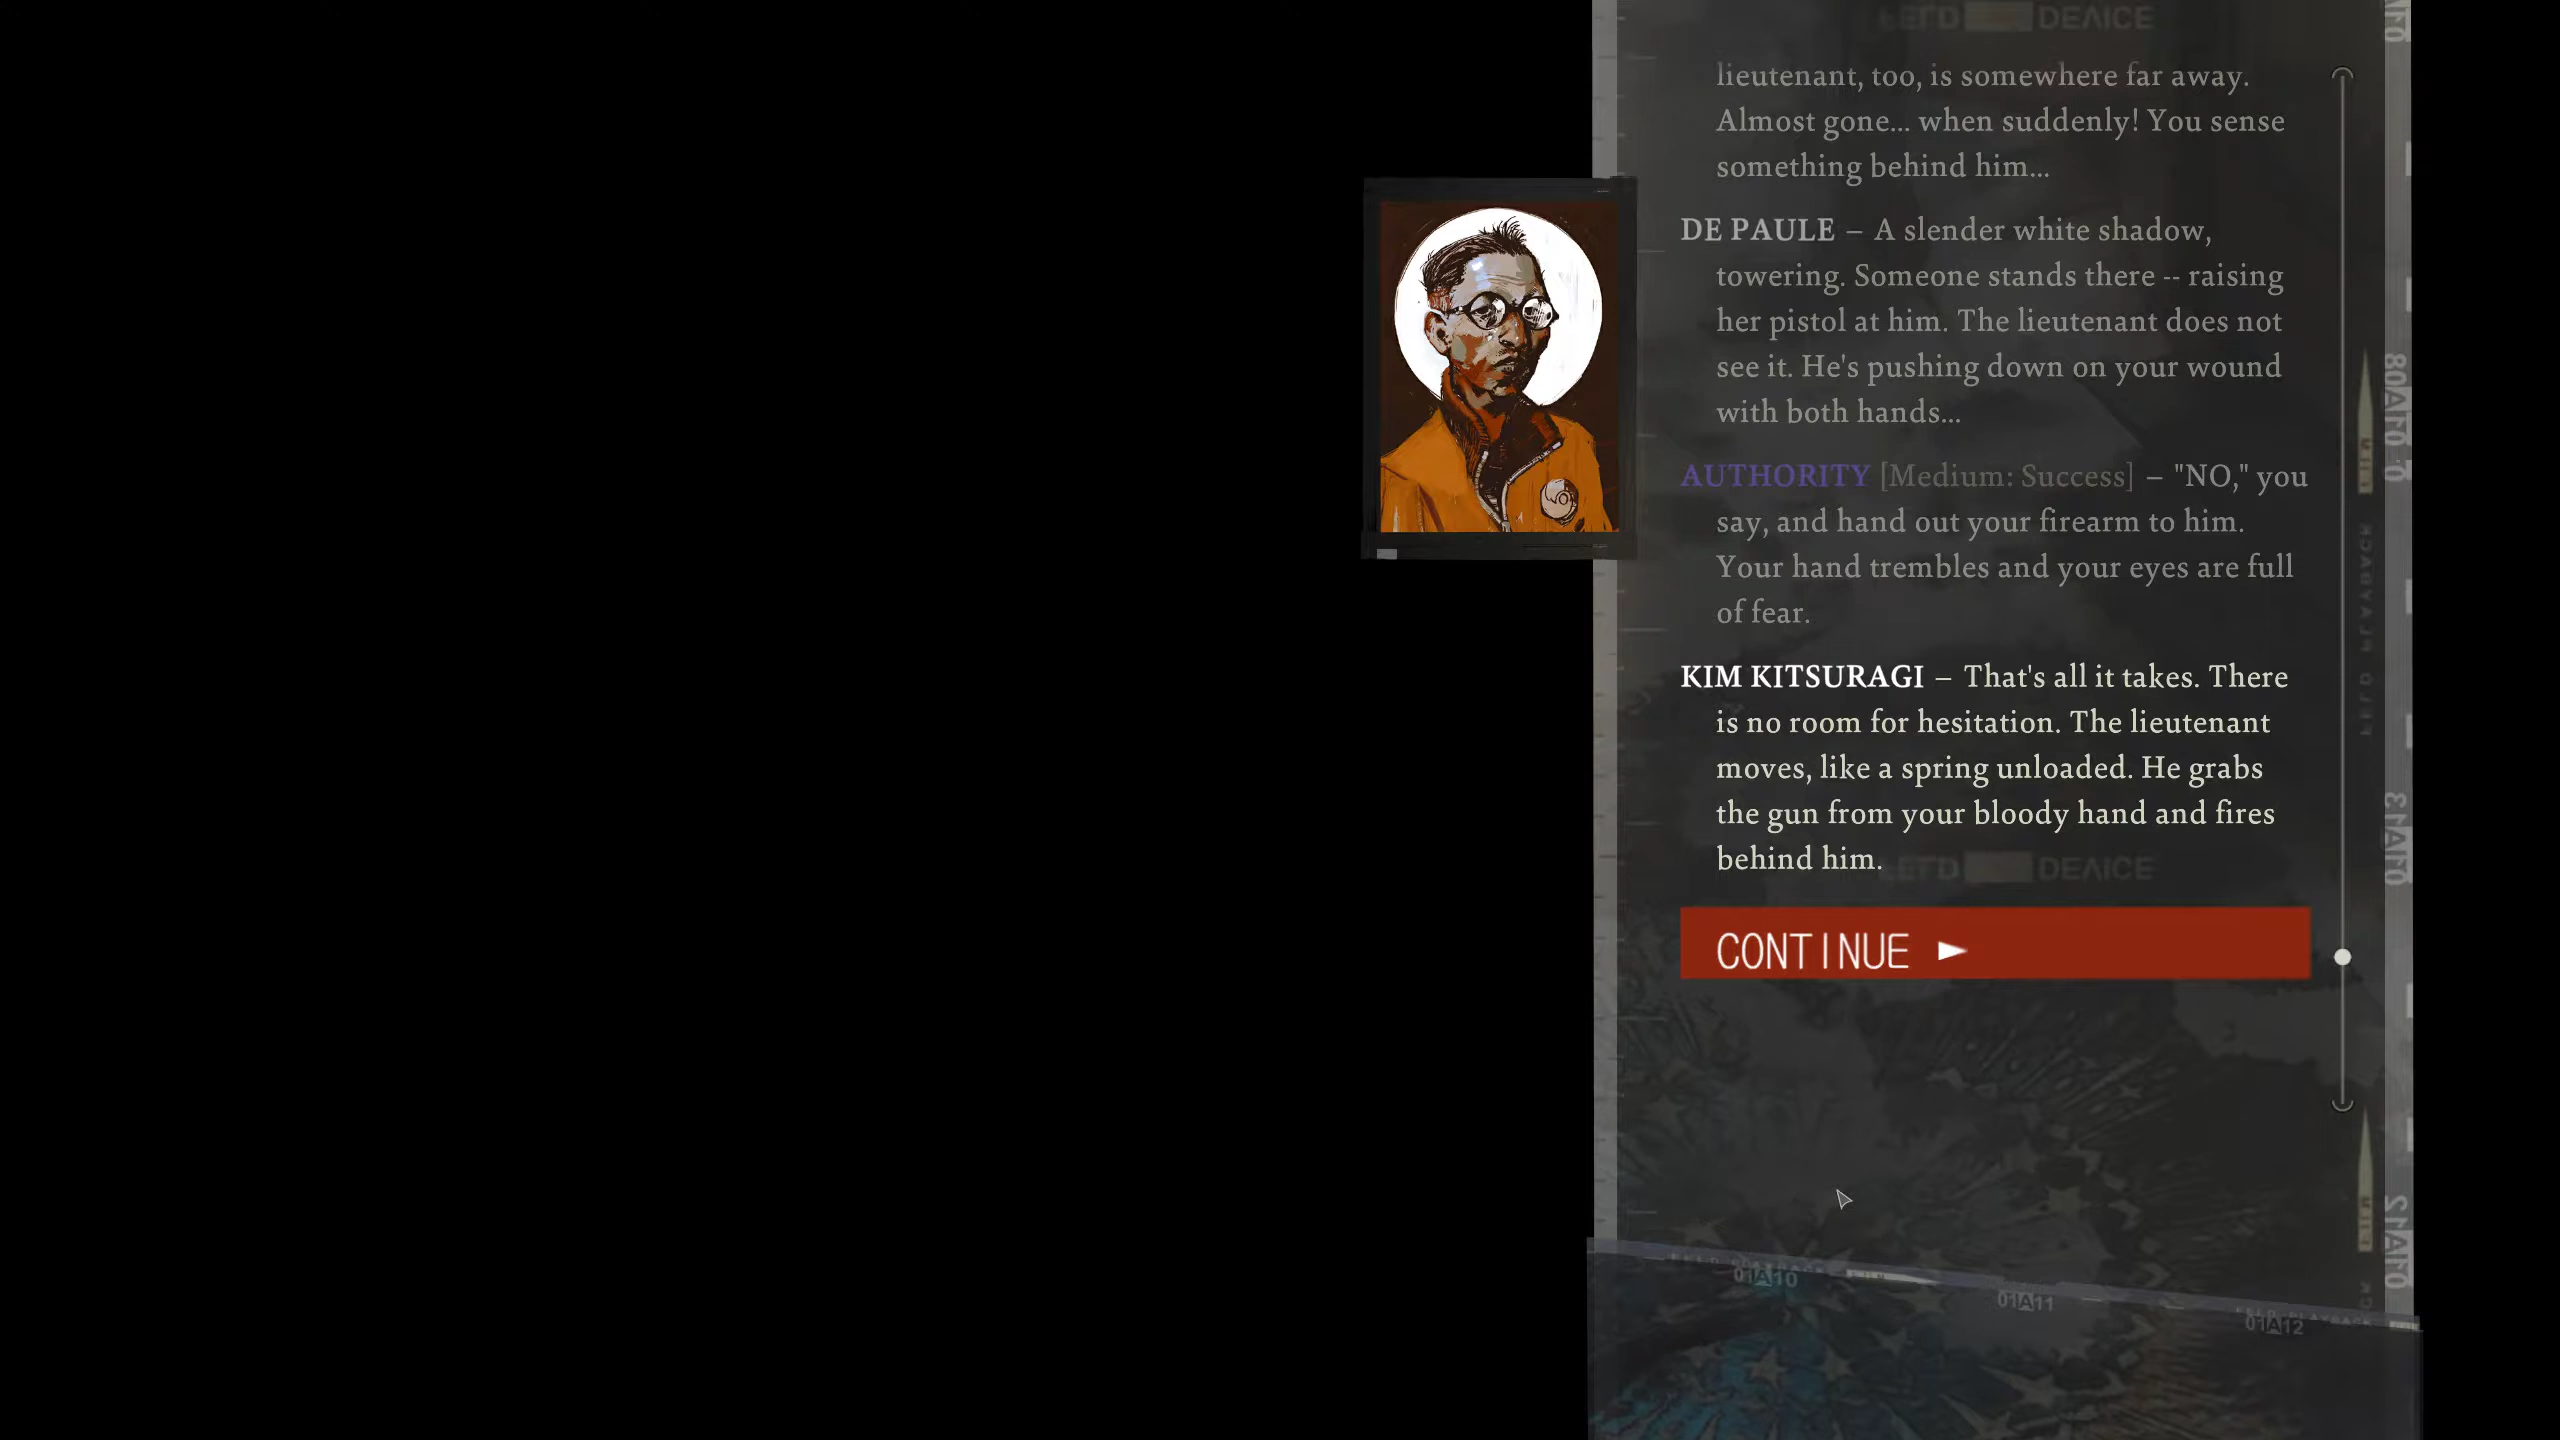 lieutenant, too, is somewhere far away.
Almost gone... when suddenly! You sense
something behind him...
DE PAULE – A slender white shadow,
towering. Someone stands there -- raising
her pistol at him. The lieutenant does not
see it. He's pushing down on your wound
with both hands...
AUTHORITY [Medium: Success] – "NO," you
say, and hand out your firearm to him.
Your hand trembles and your eyes are full
of fear.
KIM KITSURAGI – That's all it takes. There
is no room for hesitation. The lieutenant
moves, like a spring unloaded. He grabs
the gun from your bloody hand and fires
behind him.
CONTINUE
01A10
01A11
01A12